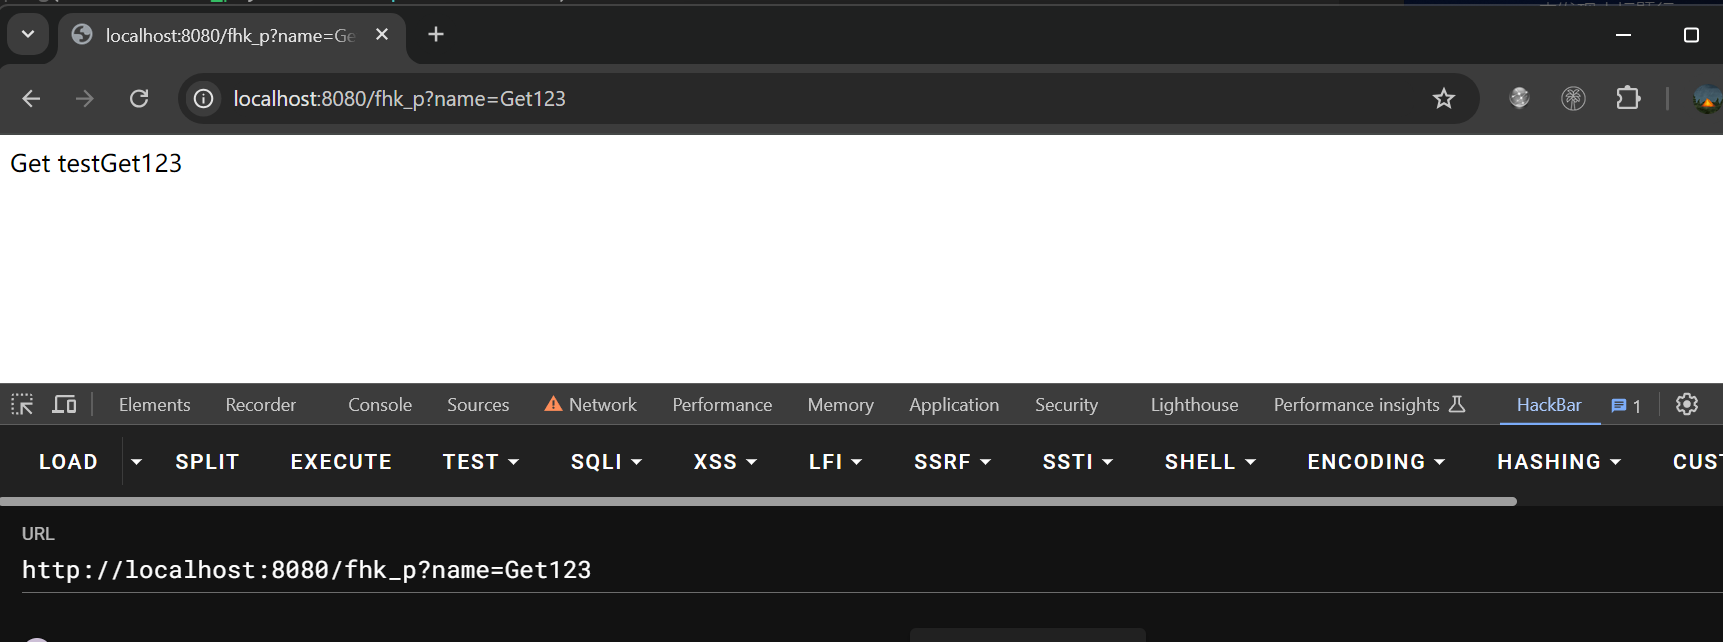 localhost:8080/fhk_p?name=Ge
localhost:8080/fhk_p?name=Get123
Get testGet123
Elements Recorder Console Sources Network Performance Memory Application Security Lighthouse Performance insights HackBar 1
LOAD SPLIT EXECUTE TEST SQLI XSS LFI SSRF SSTI SHELL ENCODING HASHING CUST
URL
http://localhost:8080/fhk_p?name=Get123